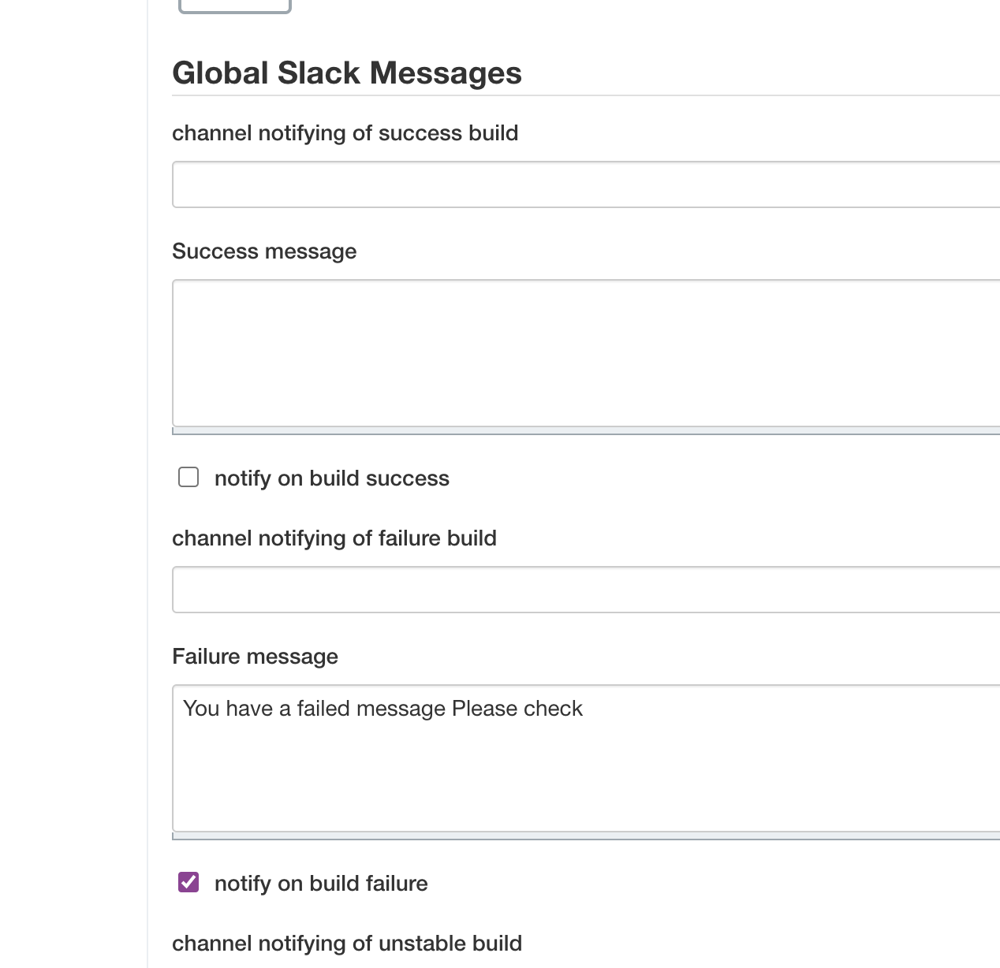 Global Slack Messages
channel notifying of success build
Success message
notify on build success
channel notifying of failure build
Failure message
You have a failed message Please check
notify on build failure
channel notifying of unstable build